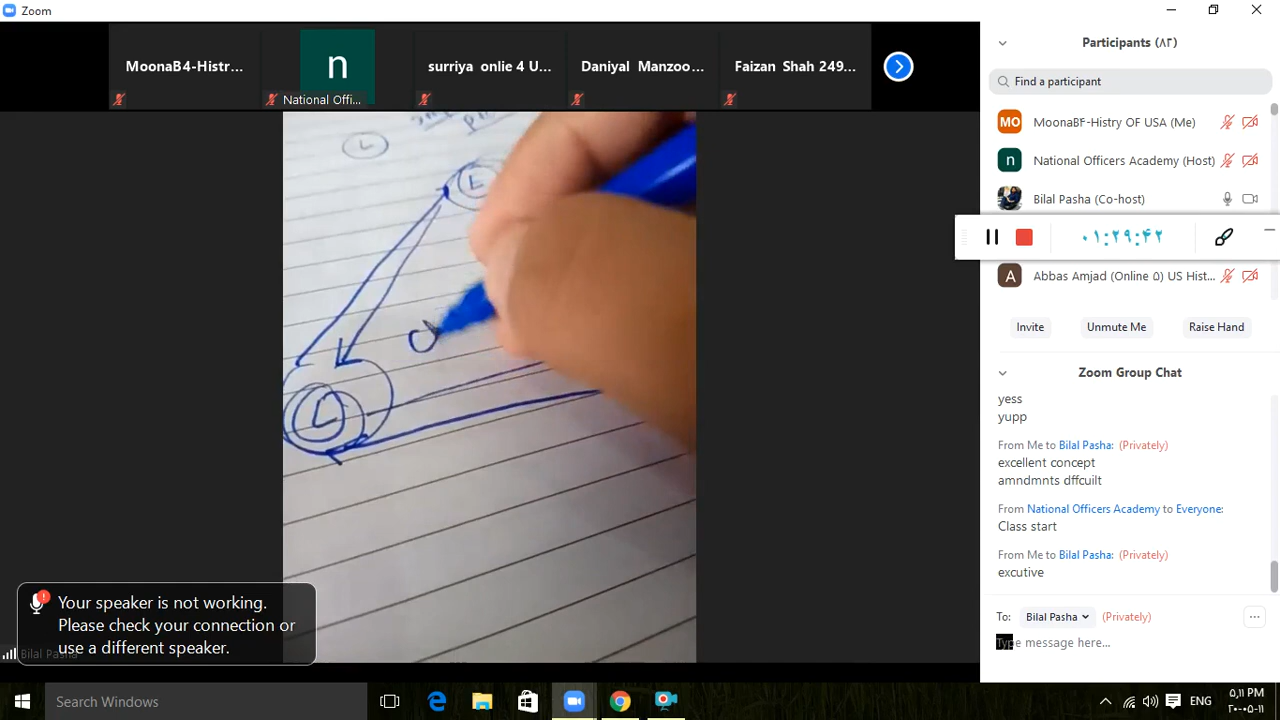 Zoom
MoonaB4-Histr...
n
National Offi...
surriya onlie 4 U...
Daniyal Manzoo...
Faizan Shah 249...
Participants (۸۲)
Find a participant
MO
MoonaB۴-Histry OF USA (Me)
n
National Officers Academy (Host)
Bilal Pasha (Co-host)
۰۱:۲۹:۴۲
A
Abbas Amjad (Online ۵) US Hist...
Invite
Unmute Me
Raise Hand
Zoom Group Chat
yess
yupp
From Me to Bilal Pasha: (Privately)
excellent concept
amndmnts dffcuilt
From National Officers Academy to Everyone:
Class start
From Me to Bilal Pasha: (Privately)
excutive
To: Bilal Pasha (Privately)
Type message here...
L
E
L
Your speaker is not working.
Please check your connection or
use a different speaker.
Bilal Pasha
Search Windows
ENG
۵:۱۱ PM